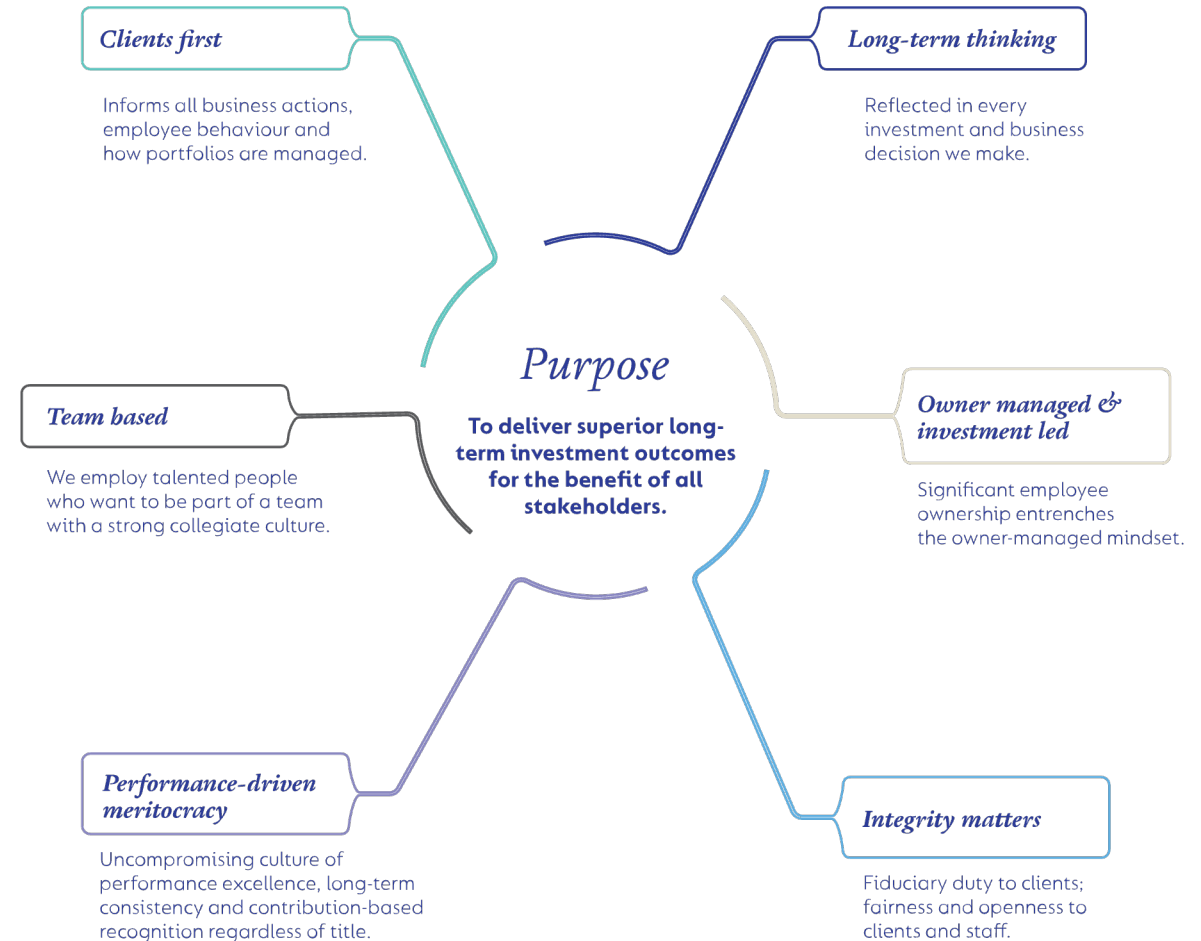 Clients first
Informs all business actions,
employee behaviour and
how portfolios are managed.
Long-term thinking
Reflected in every
investment and business
decision we make.
Purpose
To deliver superior long-
term investment outcomes
for the benefit of all
stakeholders.
Team based
We employ talented people
who want to be part of a team
with a strong collegiate culture.
Owner managed &
investment led
Significant employee
ownership entrenches
the owner-managed mindset.
Performance-driven
meritocracy
Uncompromising culture of
performance excellence, long-term
consistency and contribution-based
recognition regardless of title.
Integrity matters
Fiduciary duty to clients;
fairness and openness to
clients and staff.